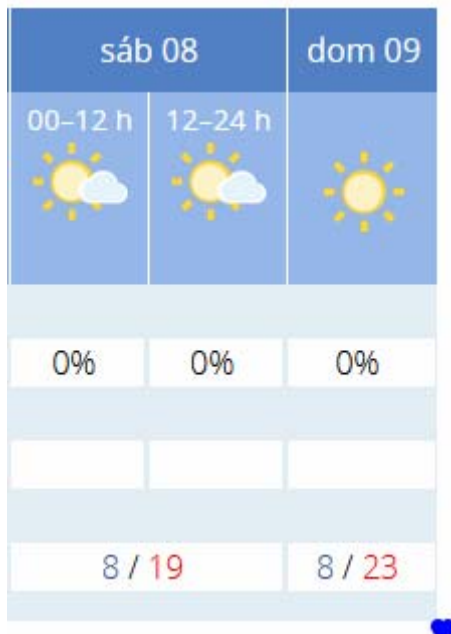 sáb 08 dom 09
00–12 h 12–24 h
0% 0% 0%
8 / 19 8 / 23